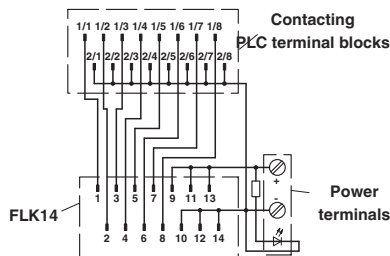 Contacting
PLC terminal blocks
1/1 1/2 1/3 1/4 1/5 1/6 1/7 1/8
2/1 2/2 2/3 2/4 2/5 2/6 2/7 2/8
1 3 5 7 9 11 13
+
-
FLK14
Power
terminals
2 4 6 8 10 12 14